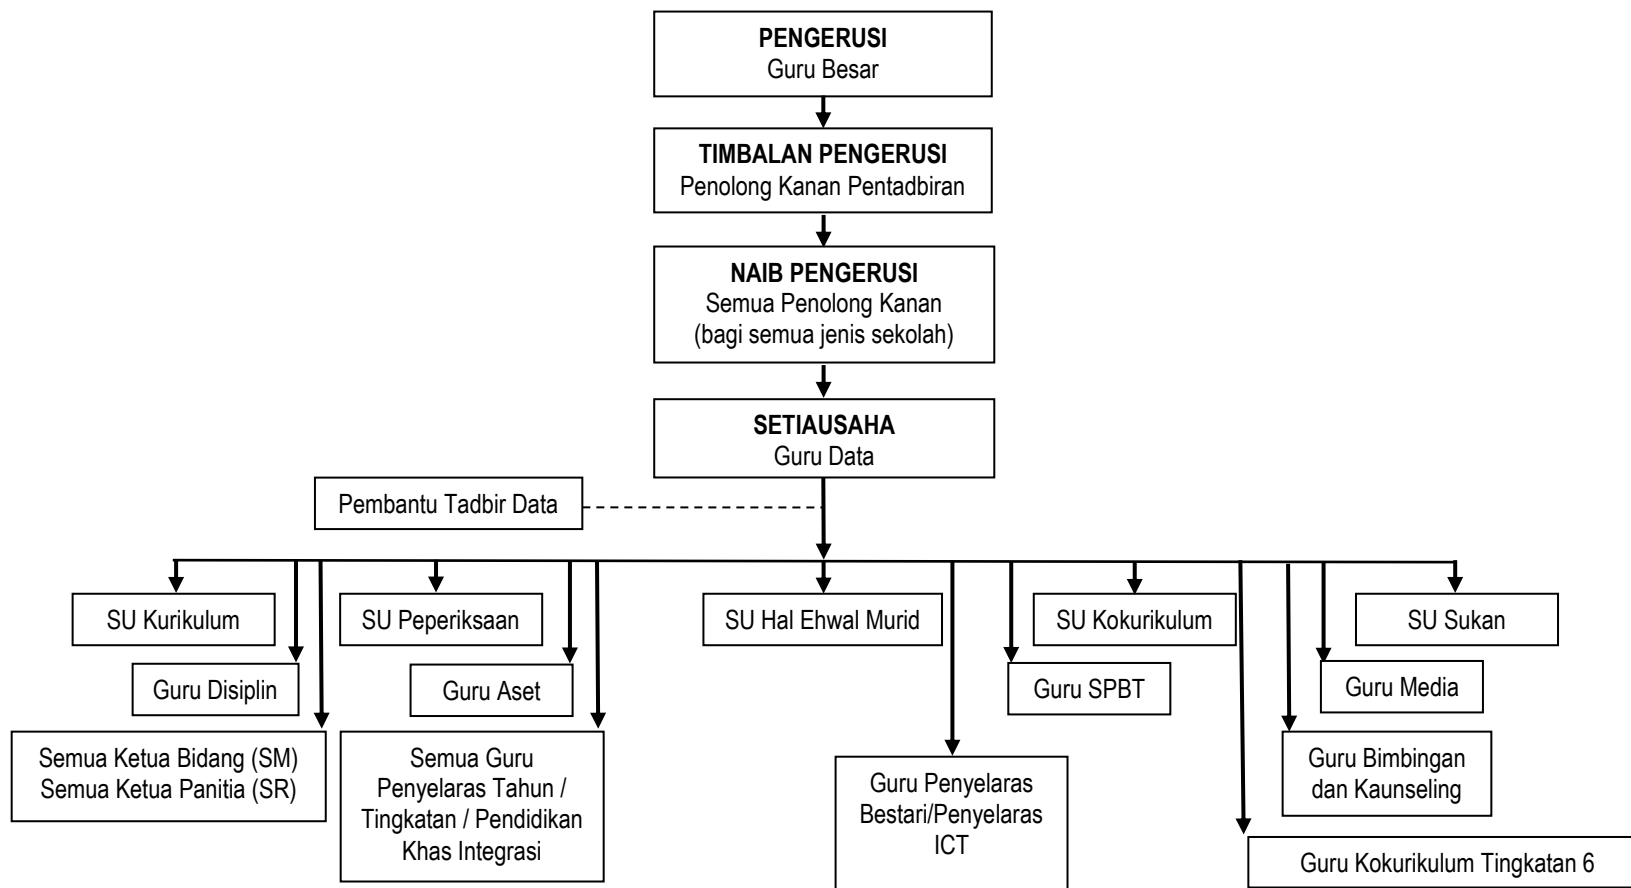 PENGERUSI
Guru Besar
TIMBALAN PENGERUSI
Penolong Kanan Pentadbiran
NAIB PENGERUSI
Semua Penolong Kanan
(bagi semua jenis sekolah)
SETIAUSAHA
Guru Data
Pembantu Tadbir Data
SU Kurikulum
SU Peperiksaan
SU Hal Ehwal Murid
SU Kokurikulum
SU Sukan
Guru Disiplin
Guru Aset
Guru SPBT
Guru Media
Semua Ketua Bidang (SM)
Semua Ketua Panitia (SR)
Semua Guru
Penyelaras Tahun /
Tingkatan / Pendidikan
Khas Integrasi
Guru Penyelaras
Bestari/Penyelaras
ICT
Guru Bimbingan
dan Kaunseling
Guru Kokurikulum Tingkatan 6